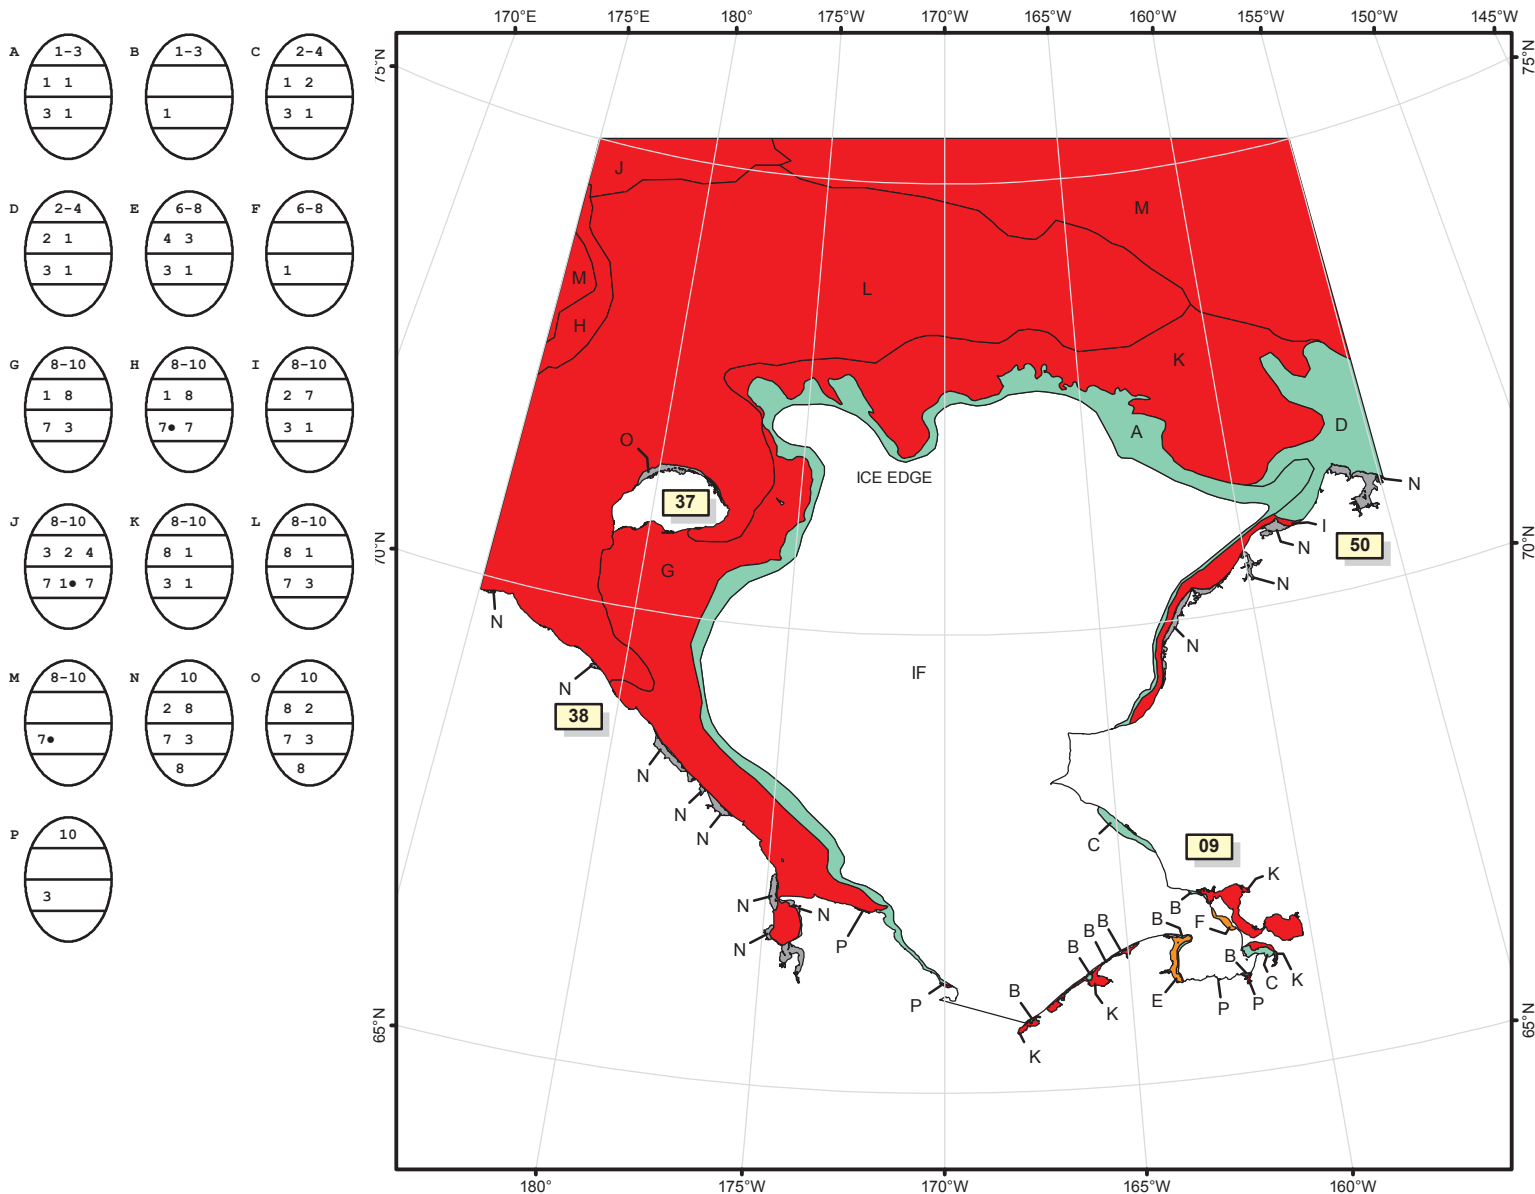 170°E 175°E 180° 175°W 170°W 165°W 160°W 155°W 150°W 145°W
75°N 75°N
70°N 70°N
65°N 65°N
A 1-3 B 1-3 C 2-4
1 1 1 2
3 1 1 3 1
D 2-4 E 6-8 F 6-8
2 1 4 3
3 1 3 1 1
G 8-10 H 8-10 I 8-10
1 8 1 8 2 7
7 3 7● 7 3 1
J 8-10 K 8-10 L 8-10
3 2 4 8 1 8 1
7 1● 7 3 1 7 3
M 8-10 N 10 O 10
2 8 8 2
7● 7 3 7 3
8 8
P 10
3
J
M
M
L
H
K
O
A
D
ICE EDGE
N
37
I
50
N
G
N
N
N
IF
N
38
N
N
N
N
C
09
K
N
N
B
B
F
B
B
B
N
P
B
K
C
B
E
P
P
P
K
K
180° 175°W 170°W 165°W 160°W